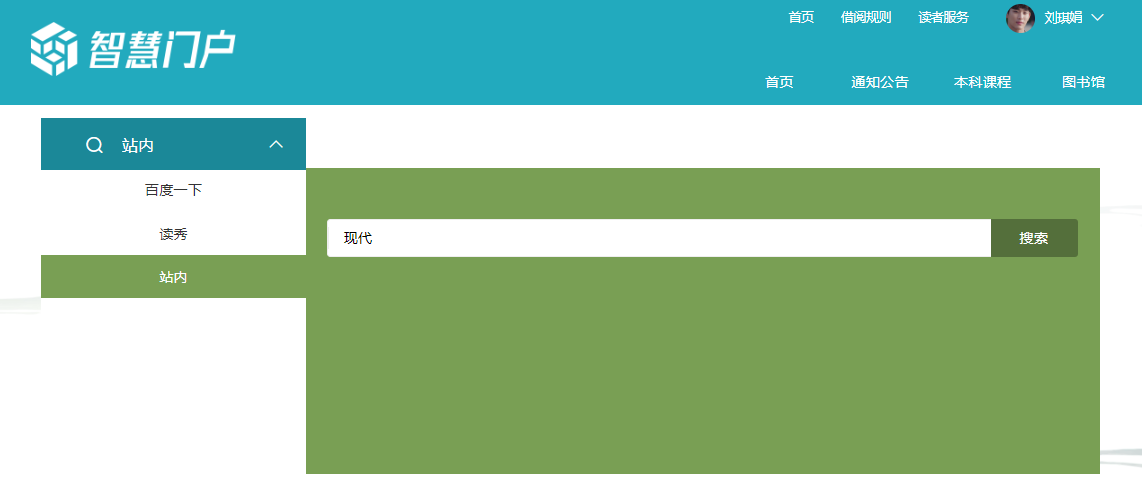 首页 借阅规则 读者服务 刘琪娟
智慧门户
首页 通知公告 本科课程 图书馆
站内
百度一下
读秀
现代 搜索
站内